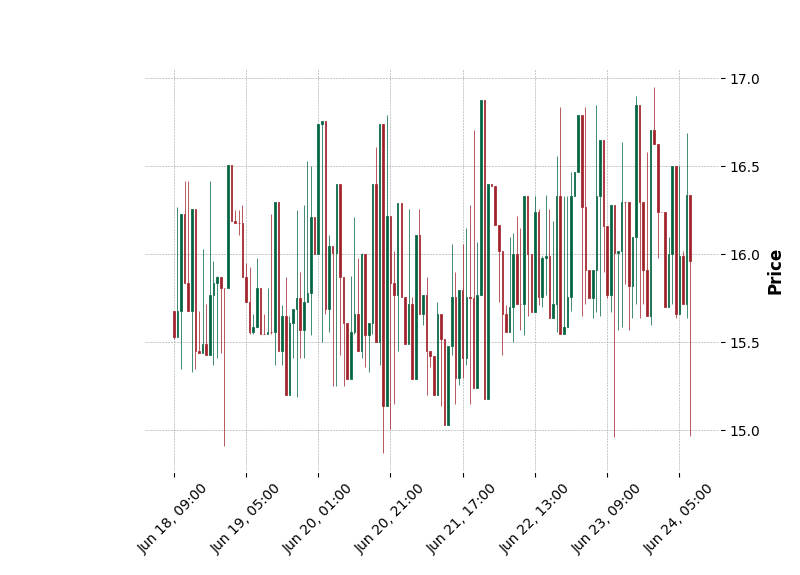 17.0
16.5
16.0
15.5
15.0
Price
Jun 18, 09:00
Jun 19, 05:00
Jun 20, 01:00
Jun 20, 21:00
Jun 21, 17:00
Jun 22, 13:00
Jun 23, 09:00
Jun 24, 05:00